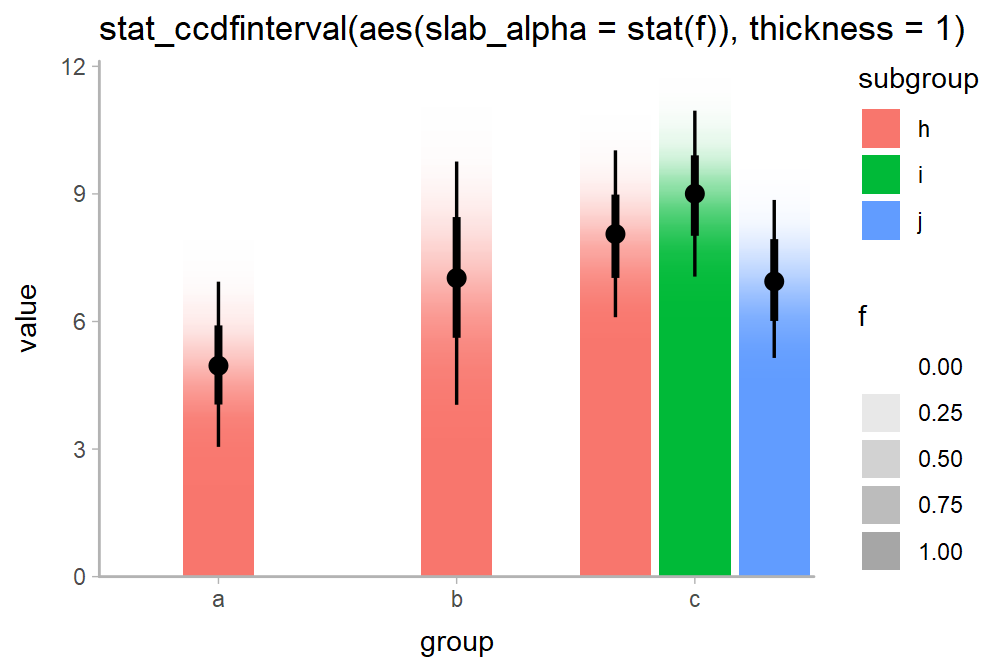 stat_ccdfinterval(aes(slab_alpha = stat(f)), thickness = 1)
12
9
6
3
0
value
a
b
c
group
subgroup
h
i
j
f
0.00
0.25
0.50
0.75
1.00